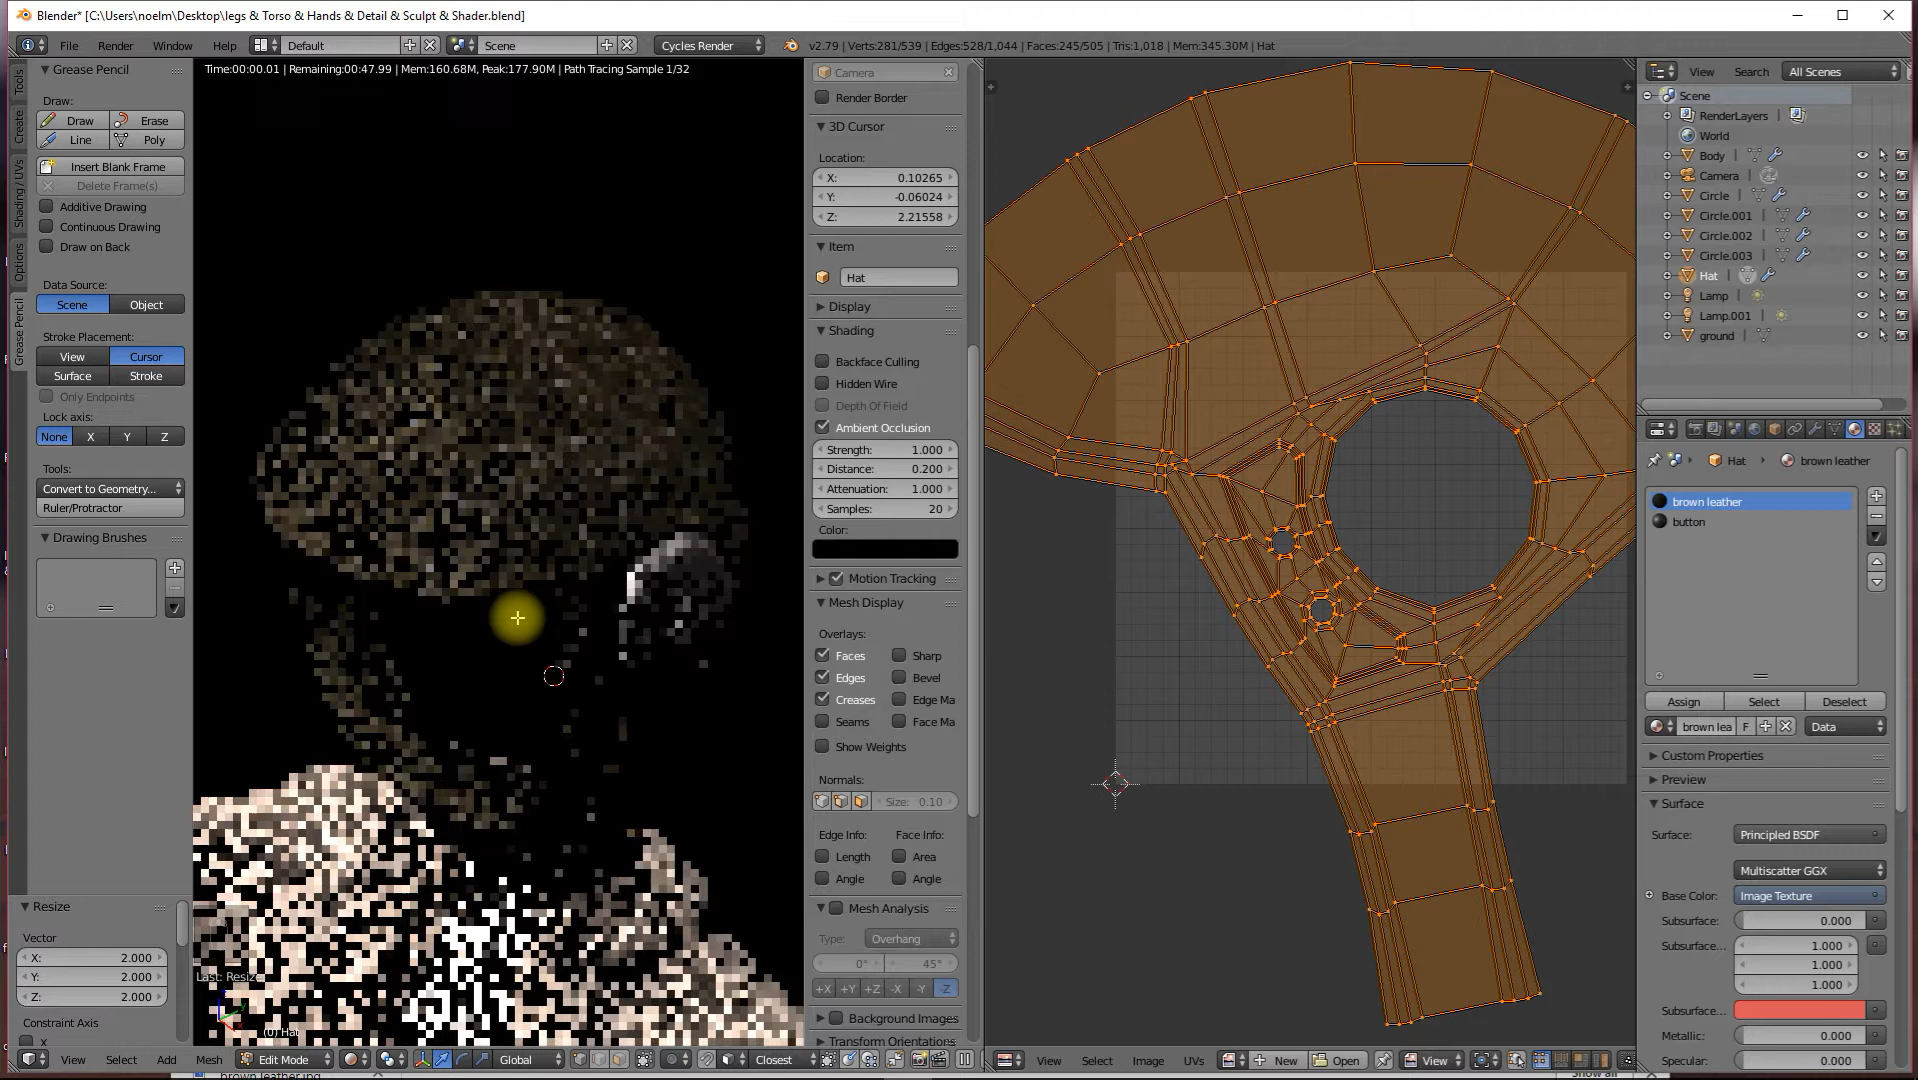 Blender* [C:\Users\noelm\Desktop\legs & Torso & Hands & Detail & Sculpt & Shader.blend]
File Render Window Help Default Scene Cycles Render v2.79 | Verts:281/539 | Edges:528/1,044 | Faces:245/505 | Tris:1,018 | Mem:345.30M | Hat
Time:00:00.01 | Remaining:00:47.99 | Mem:160.68M, Peak:177.90M | Path Tracing Sample 1/32
Tools
Create
Shading / UVs
Options
Grease Pencil
Grease Pencil
Draw:
Draw Erase
Line Poly
Insert Blank Frame
Delete Frame(s)
Additive Drawing
Continuous Drawing
Draw on Back
Data Source:
Scene Object
Stroke Placement:
View Cursor
Surface Stroke
Only Endpoints
Lock axis:
None X Y Z
Tools:
Convert to Geometry...
Ruler/Protractor
Drawing Brushes
Resize
Vector
X: 2.000
Y: 2.000
Z: 2.000
Constraint Axis
X
Last: Resize
(0) Hat
View Select Add Mesh Edit Mode Global Closest
Camera
Render Border
3D Cursor
Location:
X: 0.10265
Y: -0.06024
Z: 2.21558
Item
Hat
Display
Shading
Backface Culling
Hidden Wire
Depth Of Field
Ambient Occlusion
Strength: 1.000
Distance: 0.200
Attenuation: 1.000
Samples: 20
Color:
Motion Tracking
Mesh Display
Overlays:
Faces Sharp
Edges Bevel
Creases Edge Ma
Seams Face Ma
Show Weights
Normals:
Size: 0.10
Edge Info: Face Info:
Length Area
Angle Angle
Mesh Analysis
Type: Overhang
0° 45°
+X +Y +Z -X -Y -Z
Background Images
Transform Orientations
View Select Image UVs New Open View
View Search All Scenes
Scene
RenderLayers
World
Body
Camera
Circle
Circle.001
Circle.002
Circle.003
Hat
Lamp
Lamp.001
ground
Hat brown leather
brown leather
button
Assign Select Deselect
brown lea F Data
Custom Properties
Preview
Surface
Surface: Principled BSDF
Multiscatter GGX
Base Color: Image Texture
Subsurface: 0.000
Subsurface... 1.000
1.000
1.000
Subsurface...
Metallic: 0.000
Specular: 0.000
brown leather.jpg
Show all